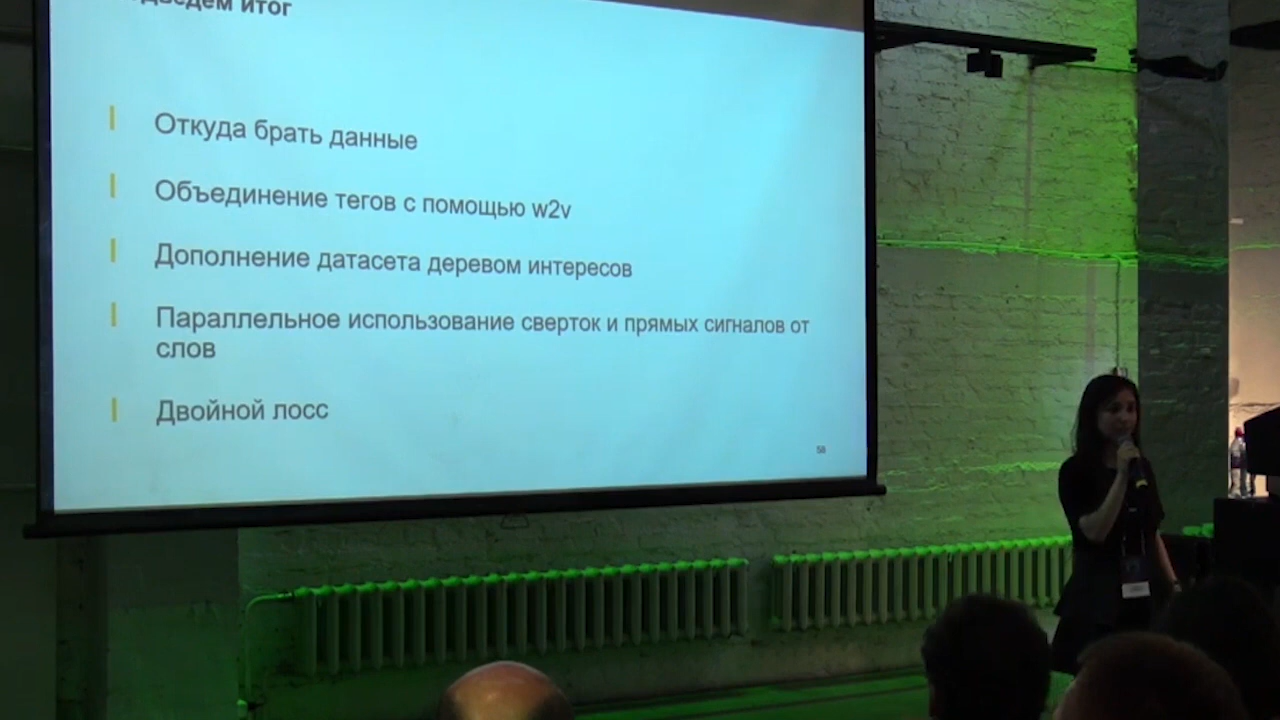 подведем итог
Откуда брать данные
Объединение тегов с помощью w2v
Дополнение датасета деревом интересов
Параллельное использование сверток и прямых сигналов от
слов
Двойной лосс
58